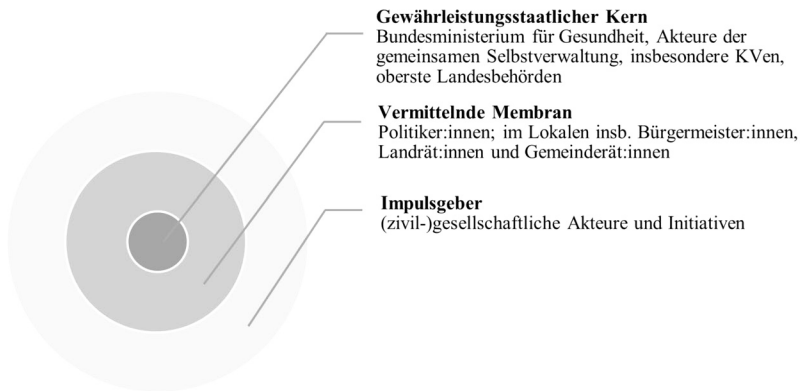 Gewährleistungsstaatlicher Kern
Bundesministerium für Gesundheit, Akteure der
gemeinsamen Selbstverwaltung, insbesondere KVen,
oberste Landesbehörden
Vermittelnde Membran
Politiker:innen; im Lokalen insb. Bürgermeister:innen,
Landrät:innen und Gemeinderät:innen
Impulsgeber
(zivil-)gesellschaftliche Akteure und Initiativen